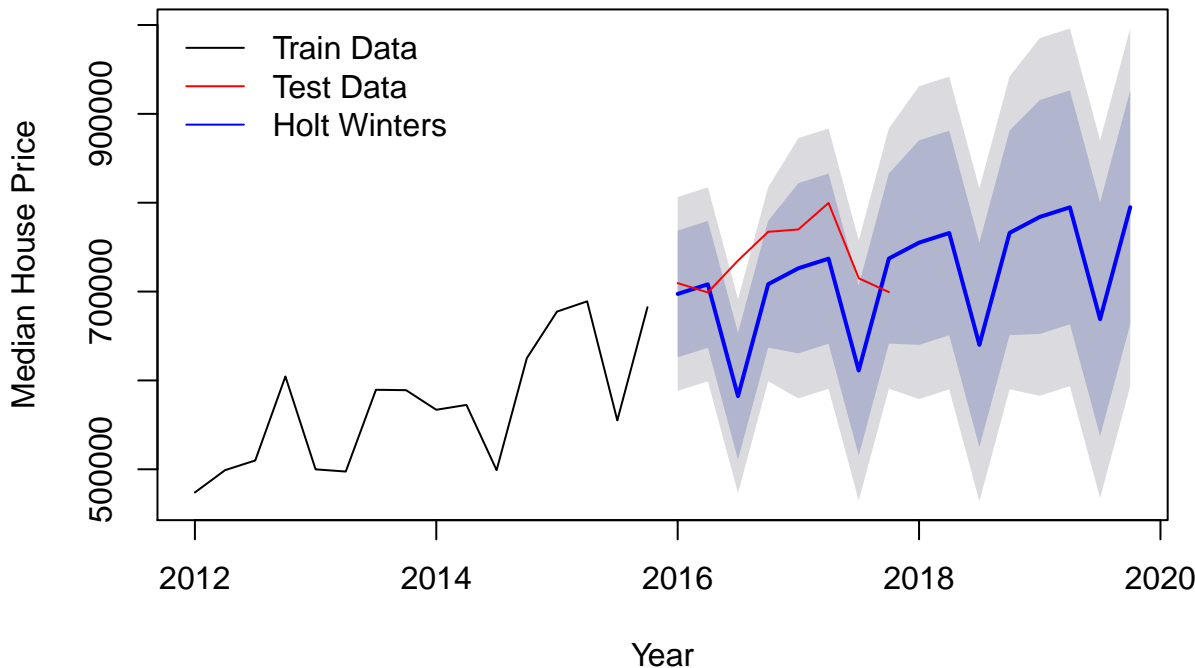 Train Data
Test Data
Holt Winters
Median House Price
900000
700000
500000
2012 2014 2016 2018 2020
Year